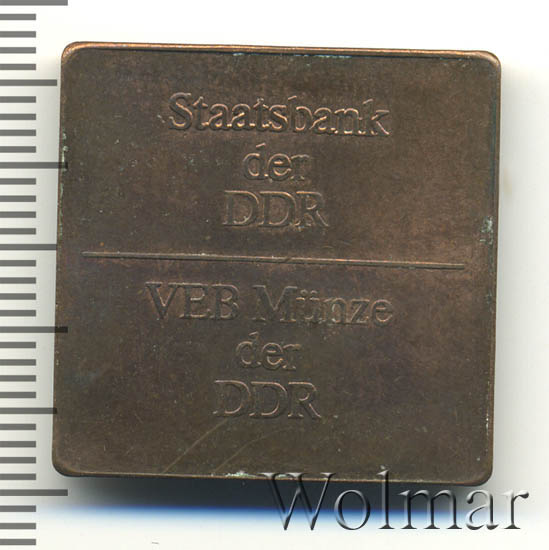 Staatsbank
der
DDR
VEB Münze
der
DDR
Wolmar